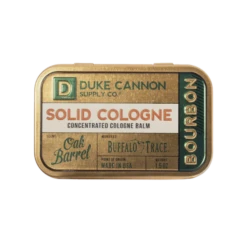 DUKE CANNON
SUPPLY CO.
SOLID COLOGNE
CONCENTRATED COLOGNE BALM
Oak Barrel
BUFFALO TRACE
MADE IN USA
BOURBON